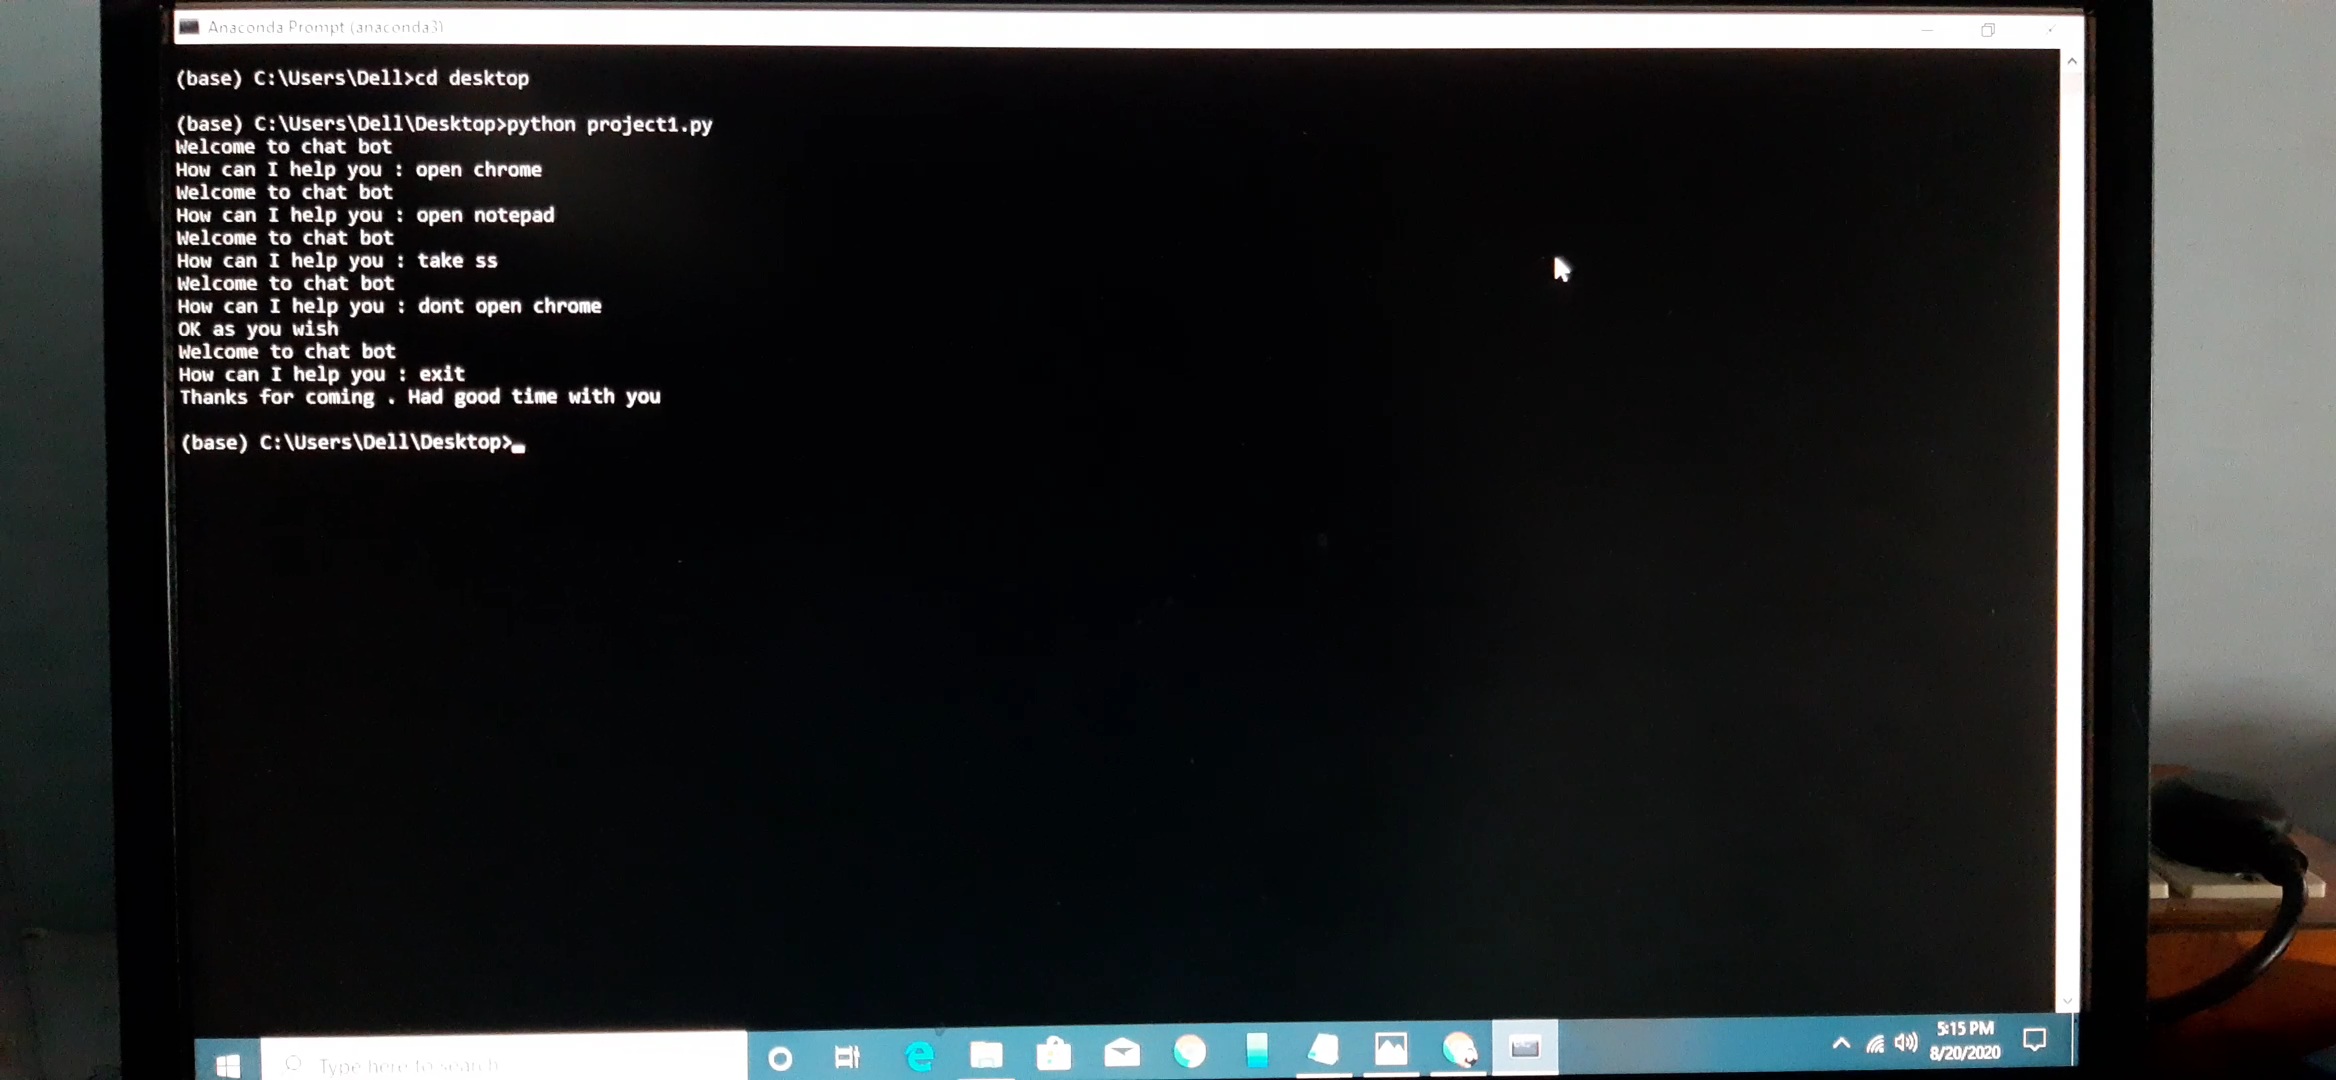 Anaconda Prompt (anaconda3)
(base) C:\Users\Dell>cd desktop
(base) C:\Users\Dell\Desktop>python project1.py
Welcome to chat bot
How can I help you : open chrome
Welcome to chat bot
How can I help you : open notepad
Welcome to chat bot
How can I help you : take ss
Welcome to chat bot
How can I help you : dont open chrome
OK as you wish
Welcome to chat bot
How can I help you : exit
Thanks for coming . Had good time with you
(base) C:\Users\Dell\Desktop>
Type here to search
5:15 PM
8/20/2020